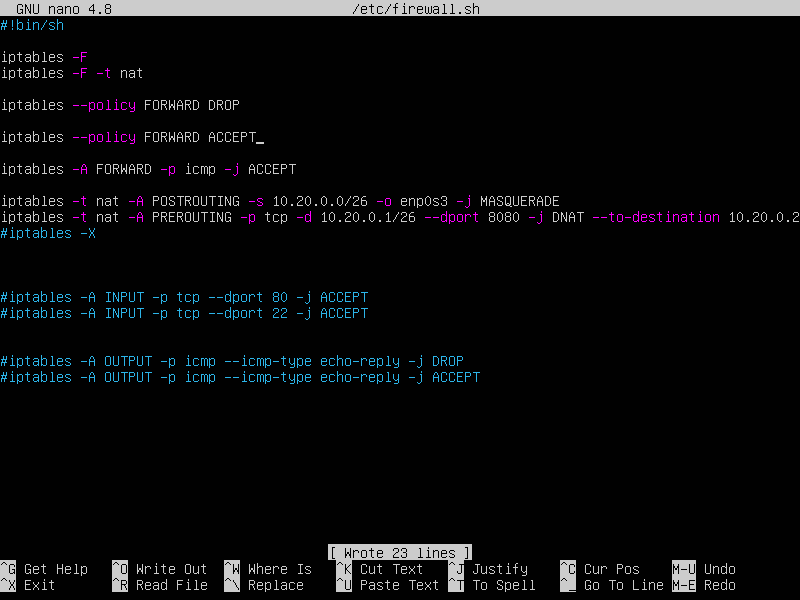 GNU nano 4.8 /etc/firewall.sh
#!bin/sh
iptables -F
iptables -F -t nat
iptables --policy FORWARD DROP
iptables --policy FORWARD ACCEPT
iptables -A FORWARD -p icmp -j ACCEPT
iptables -t nat -A POSTROUTING -s 10.20.0.0/26 -o enp0s3 -j MASQUERADE
iptables -t nat -A PREROUTING -p tcp -d 10.20.0.1/26 --dport 8080 -j DNAT --to-destination 10.20.0.2
#iptables -X
#iptables -A INPUT -p tcp --dport 80 -j ACCEPT
#iptables -A INPUT -p tcp --dport 22 -j ACCEPT
#iptables -A OUTPUT -p icmp --icmp-type echo-reply -j DROP
#iptables -A OUTPUT -p icmp --icmp-type echo-reply -j ACCEPT
[ Wrote 23 lines ]
^G Get Help ^O Write Out ^W Where Is ^K Cut Text ^J Justify ^C Cur Pos M-U Undo
^X Exit ^R Read File ^\ Replace ^U Paste Text ^T To Spell ^_ Go To Line M-E Redo